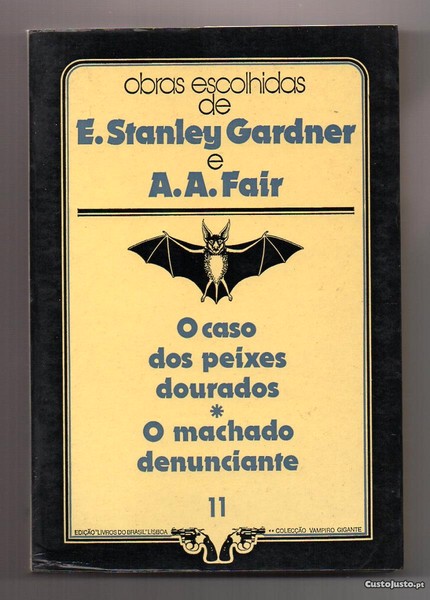 obras escolhidas
de
E. Stanley Gardner
e
A. A. Fair
O caso
dos peixes
dourados
*
O machado
denunciante
11
EDIÇÃO "LIVROS DO BRASIL" LISBOA ** COLECÇÃO VAMPIRO GIGANTE
CustoJusto.pt